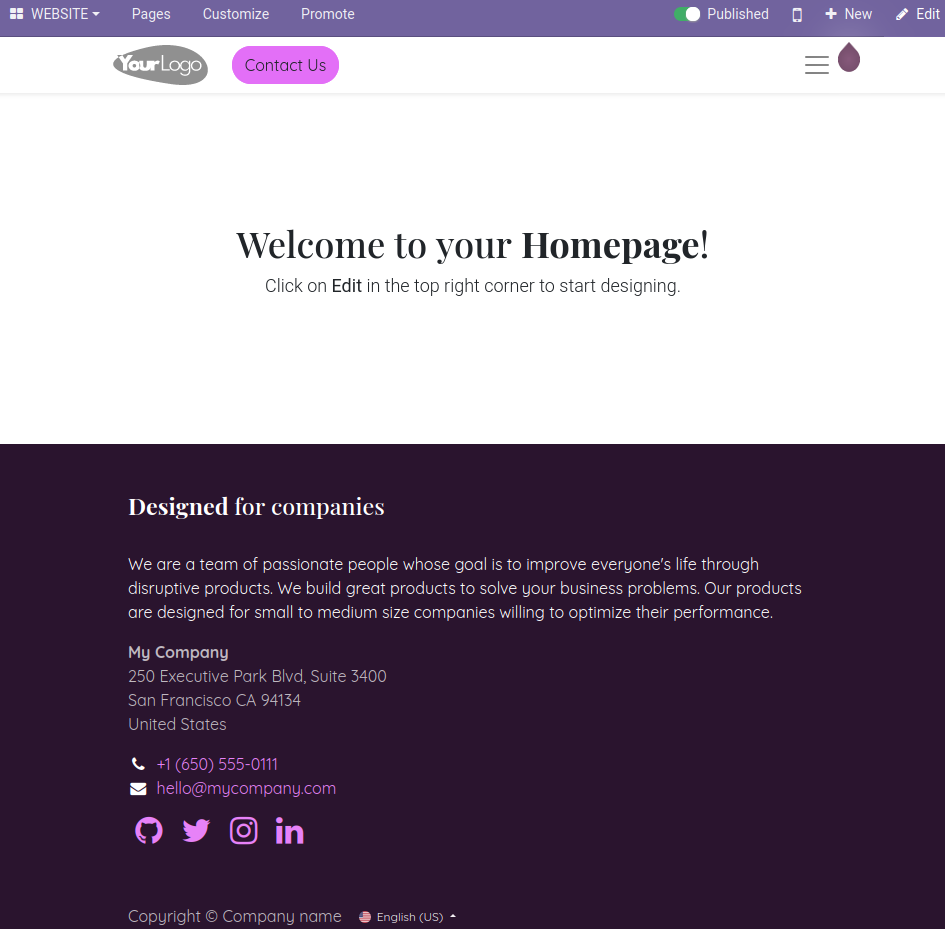 WEBSITE Pages Customize Promote Published New Edit
YourLogo Contact Us
Welcome to your Homepage!
Click on Edit in the top right corner to start designing.
Designed for companies
We are a team of passionate people whose goal is to improve everyone's life through
disruptive products. We build great products to solve your business problems. Our products
are designed for small to medium size companies willing to optimize their performance.
My Company
250 Executive Park Blvd, Suite 3400
San Francisco CA 94134
United States
+1 (650) 555-0111
hello@mycompany.com
Copyright © Company name English (US)